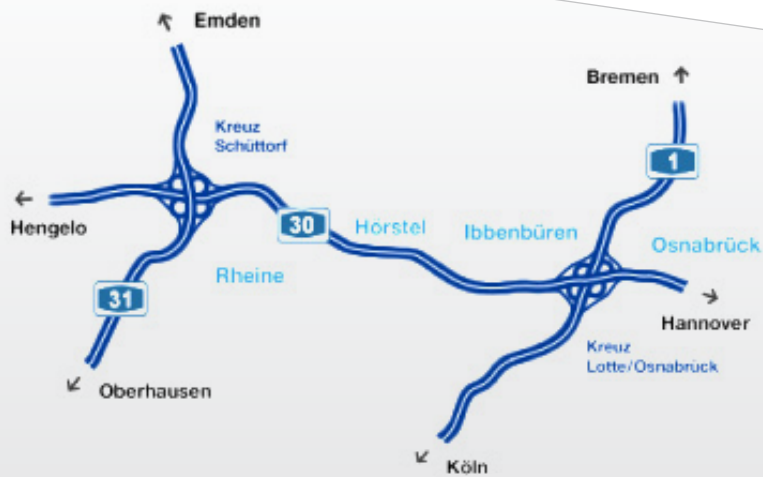 Emden
Bremen
Kreuz
Schüttorf
1
Hengelo
30
Hörstel
Ibbenbüren
Osnabrück
Rheine
31
Hannover
Kreuz
Lotte/Osnabrück
Oberhausen
Köln